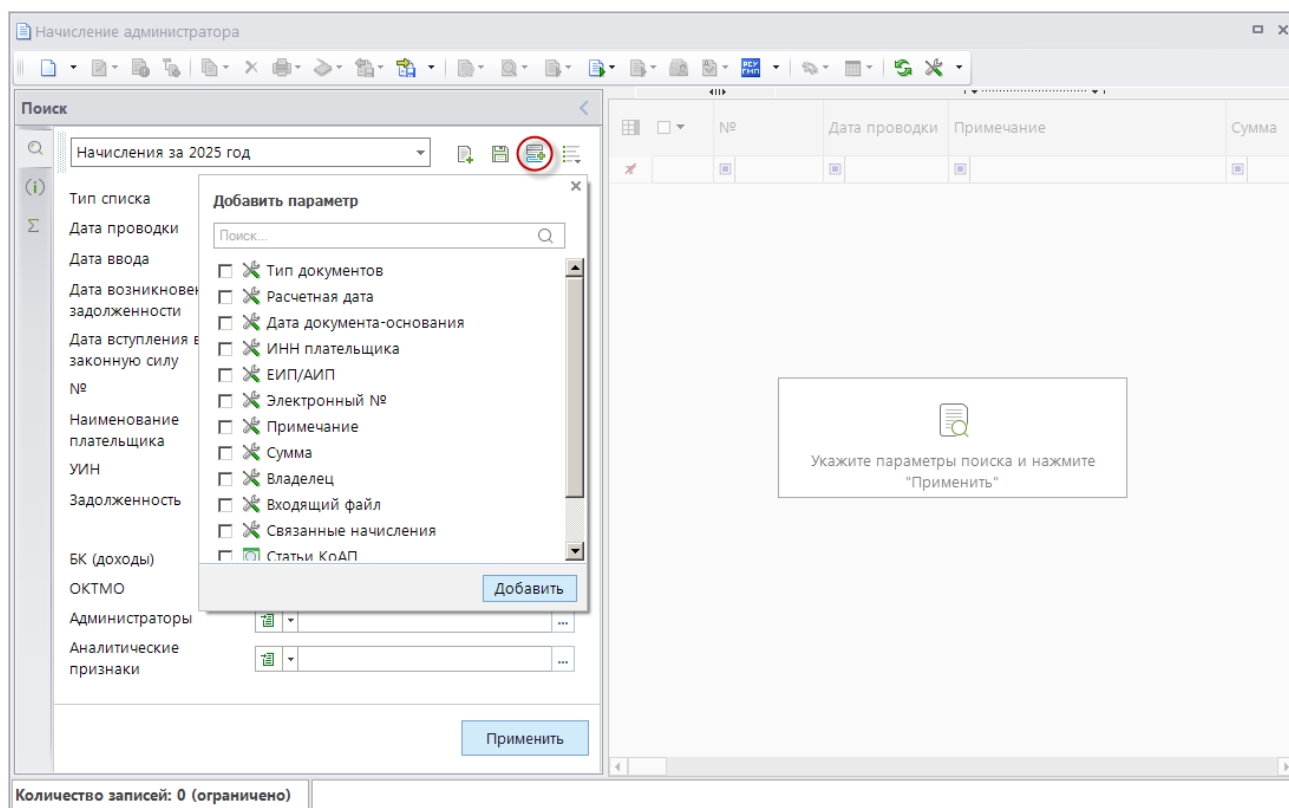 Начисление администратора
РСУ
ГМП
Поиск
Начисления за 2025 год
Тип списка
Дата проводки
Дата ввода
Дата возникновен
задолженности
Дата вступления в
законную силу
№
Наименование
плательщика
УИН
Задолженность
БК (доходы)
ОКТМО
Администраторы
Аналитические
признаки
Добавить параметр
Поиск...
Тип документов
Расчетная дата
Дата документа-основания
ИНН плательщика
ЕИП/АИП
Электронный №
Примечание
Сумма
Владелец
Входящий файл
Связанные начисления
Статьи КоАП
Добавить
Применить
№
Дата проводки
Примечание
Сумма
Укажите параметры поиска и нажмите
"Применить"
Количество записей: 0 (ограничено)